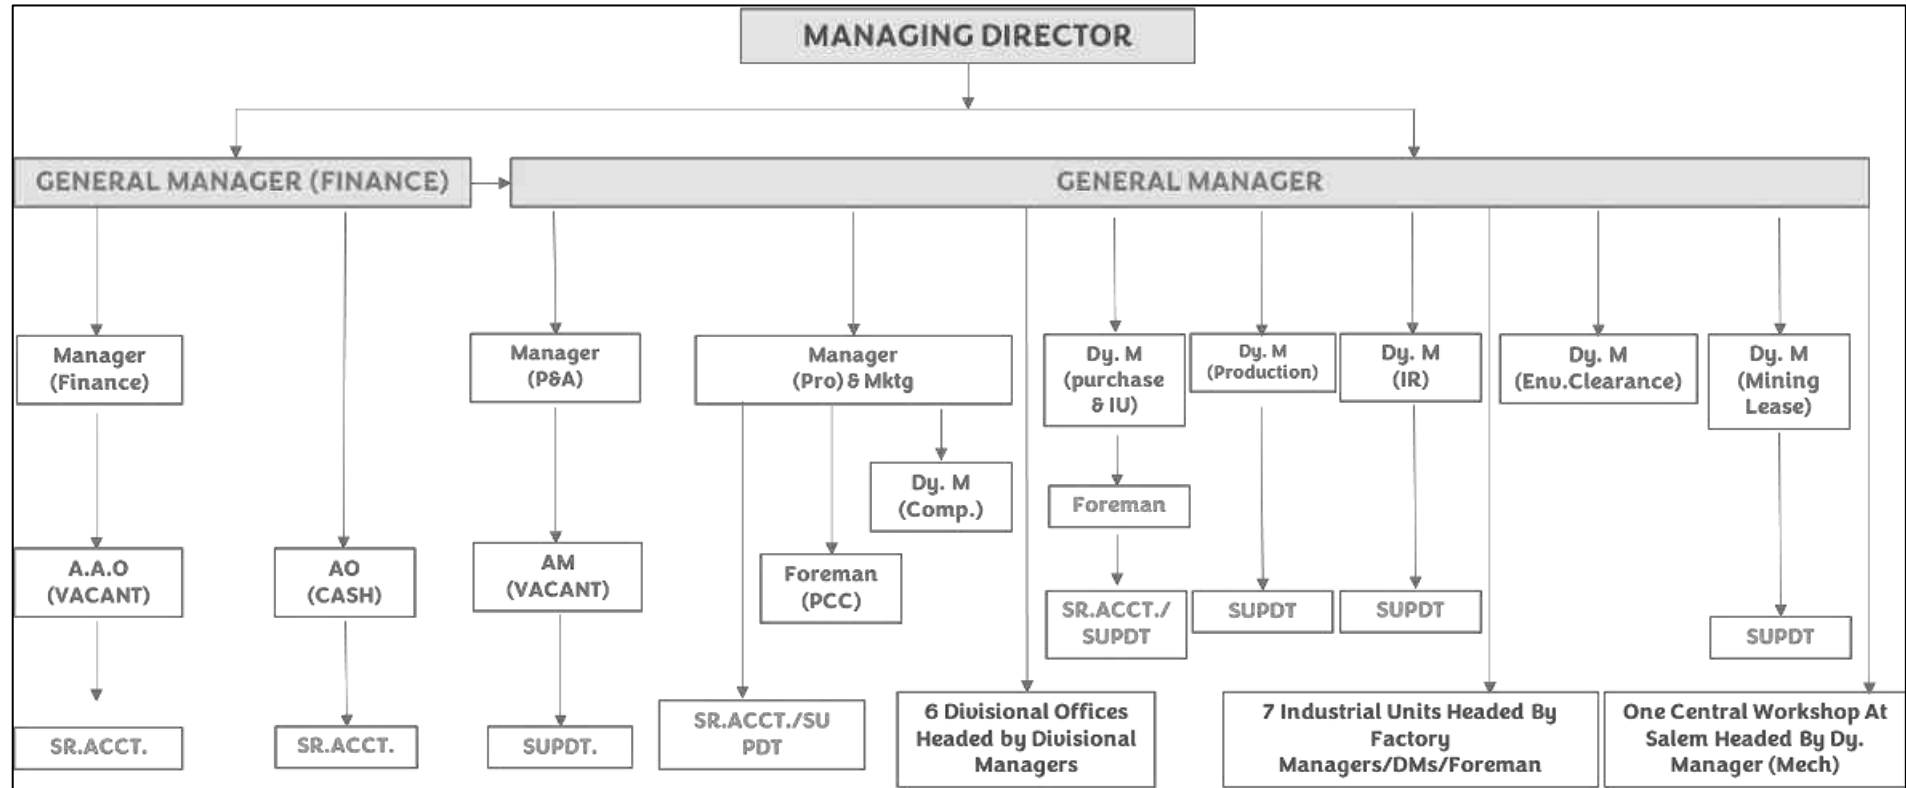 MANAGING DIRECTOR
GENERAL MANAGER (FINANCE)
GENERAL MANAGER
Manager
(Finance)
Manager
(P&A)
Manager
(Pro) & Mktg
Dy. M
(purchase
& IU)
Dy. M
(Production)
Dy. M
(IR)
Dy. M
(Env.Clearance)
Dy. M
(Mining
Lease)
Dy. M
(Comp.)
Foreman
A.A.O
(VACANT)
AO
(CASH)
AM
(VACANT)
Foreman
(PCC)
SR.ACCT./
SUPDT
SUPDT
SUPDT
SUPDT
SR.ACCT.
SR.ACCT.
SUPDT.
SR.ACCT./SU
PDT
6 Divisional Offices
Headed by Divisional
Managers
7 Industrial Units Headed By
Factory
Managers/DMs/Foreman
One Central Workshop At
Salem Headed By Dy.
Manager (Mech)